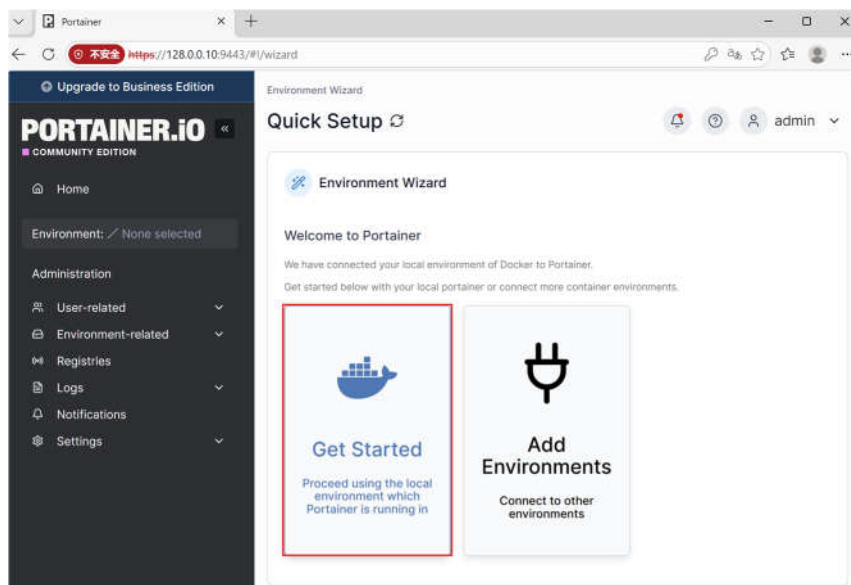 Portainer
不安全 https://128.0.0.10:9443/#!/wizard
Upgrade to Business Edition
PORTAINER.iO
COMMUNITY EDITION
Home
Environment: None selected
Administration
User-related
Environment-related
Registries
Logs
Notifications
Settings
Environment Wizard
Quick Setup
admin
Environment Wizard
Welcome to Portainer
We have connected your local environment of Docker to Portainer.
Get started below with your local portainer or connect more container environments.
Get Started
Proceed using the local
environment which
Portainer is running in
Add
Environments
Connect to other
environments